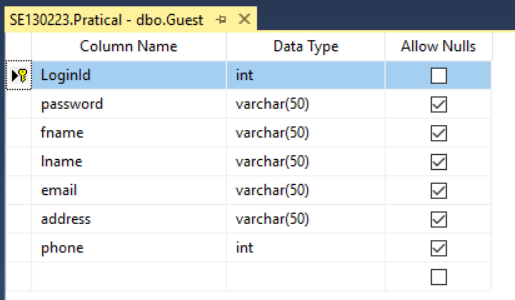 SE130223.Pratical - dbo.Guest
Column Name Data Type Allow Nulls
LoginId int
password varchar(50)
fname varchar(50)
lname varchar(50)
email varchar(50)
address varchar(50)
phone int